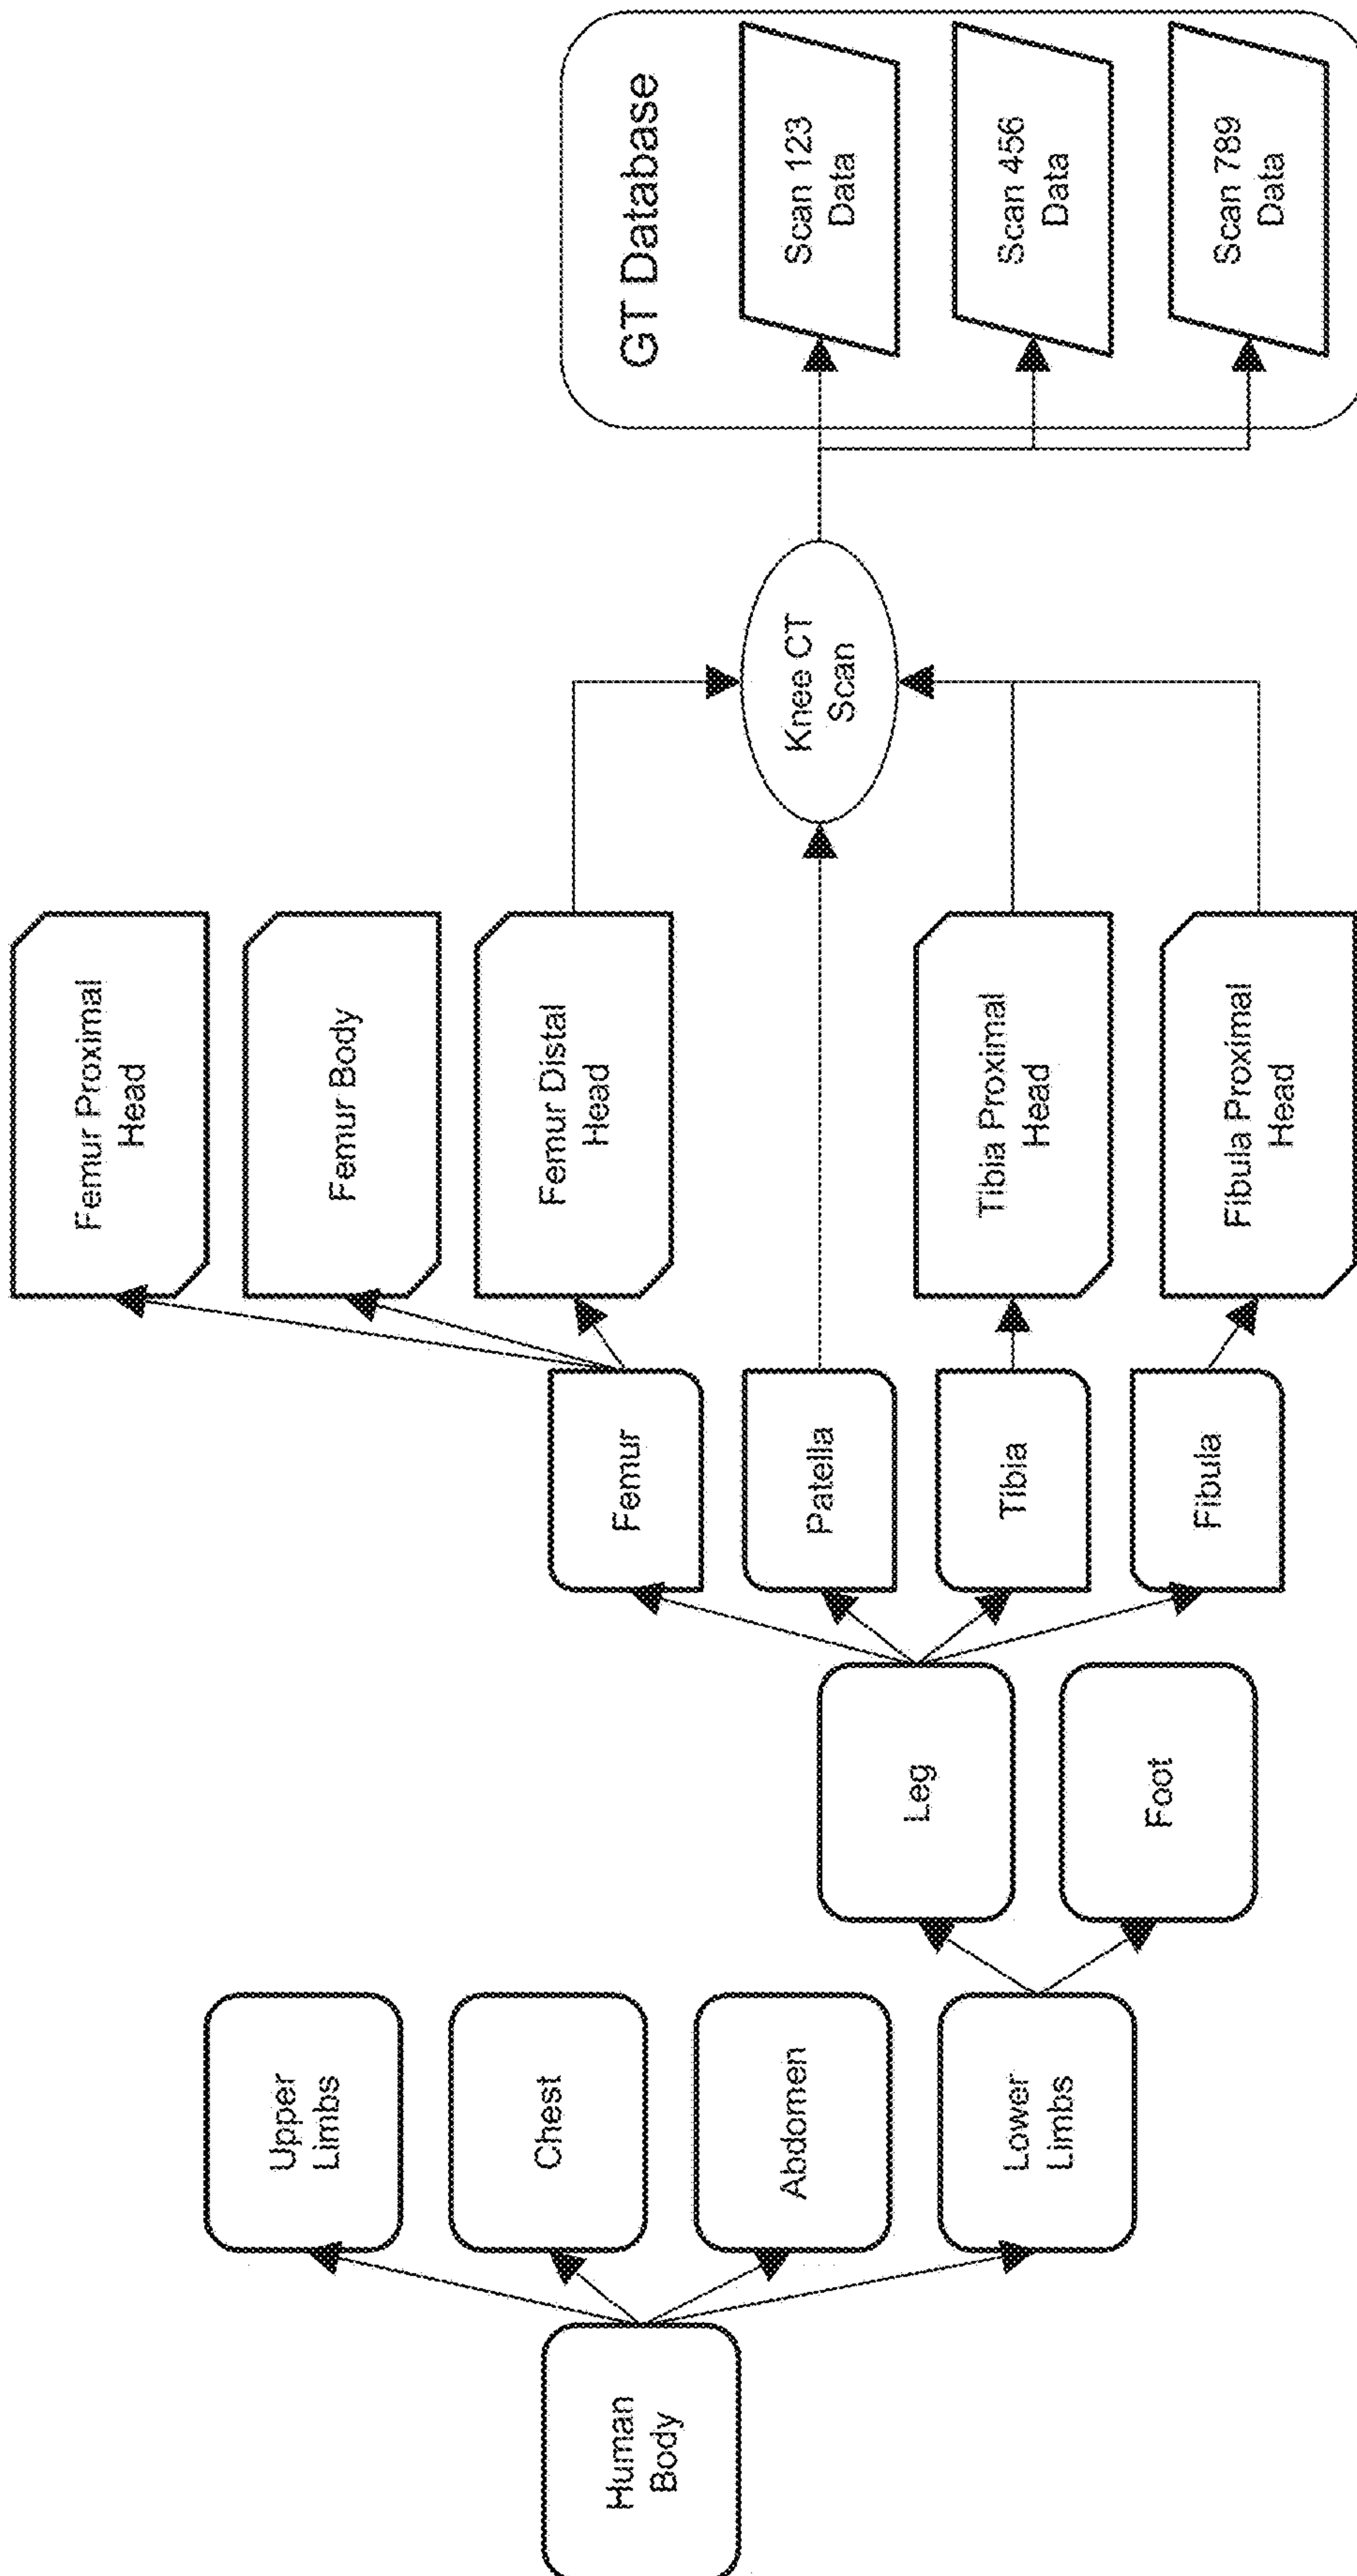 Human
Body
Upper
Limbs
Chest
Abdomen
Lower
Limbs
Leg
Foot
Femur
Patella
Tibia
Fibula
Femur Proximal
Head
Femur Body
Femur Distal
Head
Tibia Proximal
Head
Fibula Proximal
Head
Knee CT
Scan
GT Database
Scan 123
Data
Scan 456
Data
Scan 789
Data